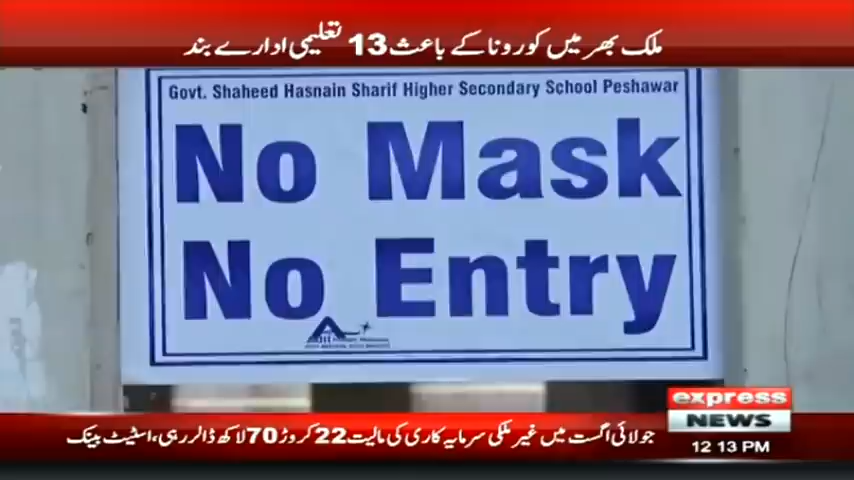 ملک بھر میں کورونا کے باعث 13 تعلیمی ادارے بند
Govt. Shaheed Hasnain Sharif Higher Secondary School Peshawar
No Mask
No Entry
express
NEWS
جولائی اگست میں غیر ملکی سرمایہ کاری کی مالیت 22 کروڑ 70 لاکھ ڈالر رہی، اسٹیٹ بینک
12 13 PM